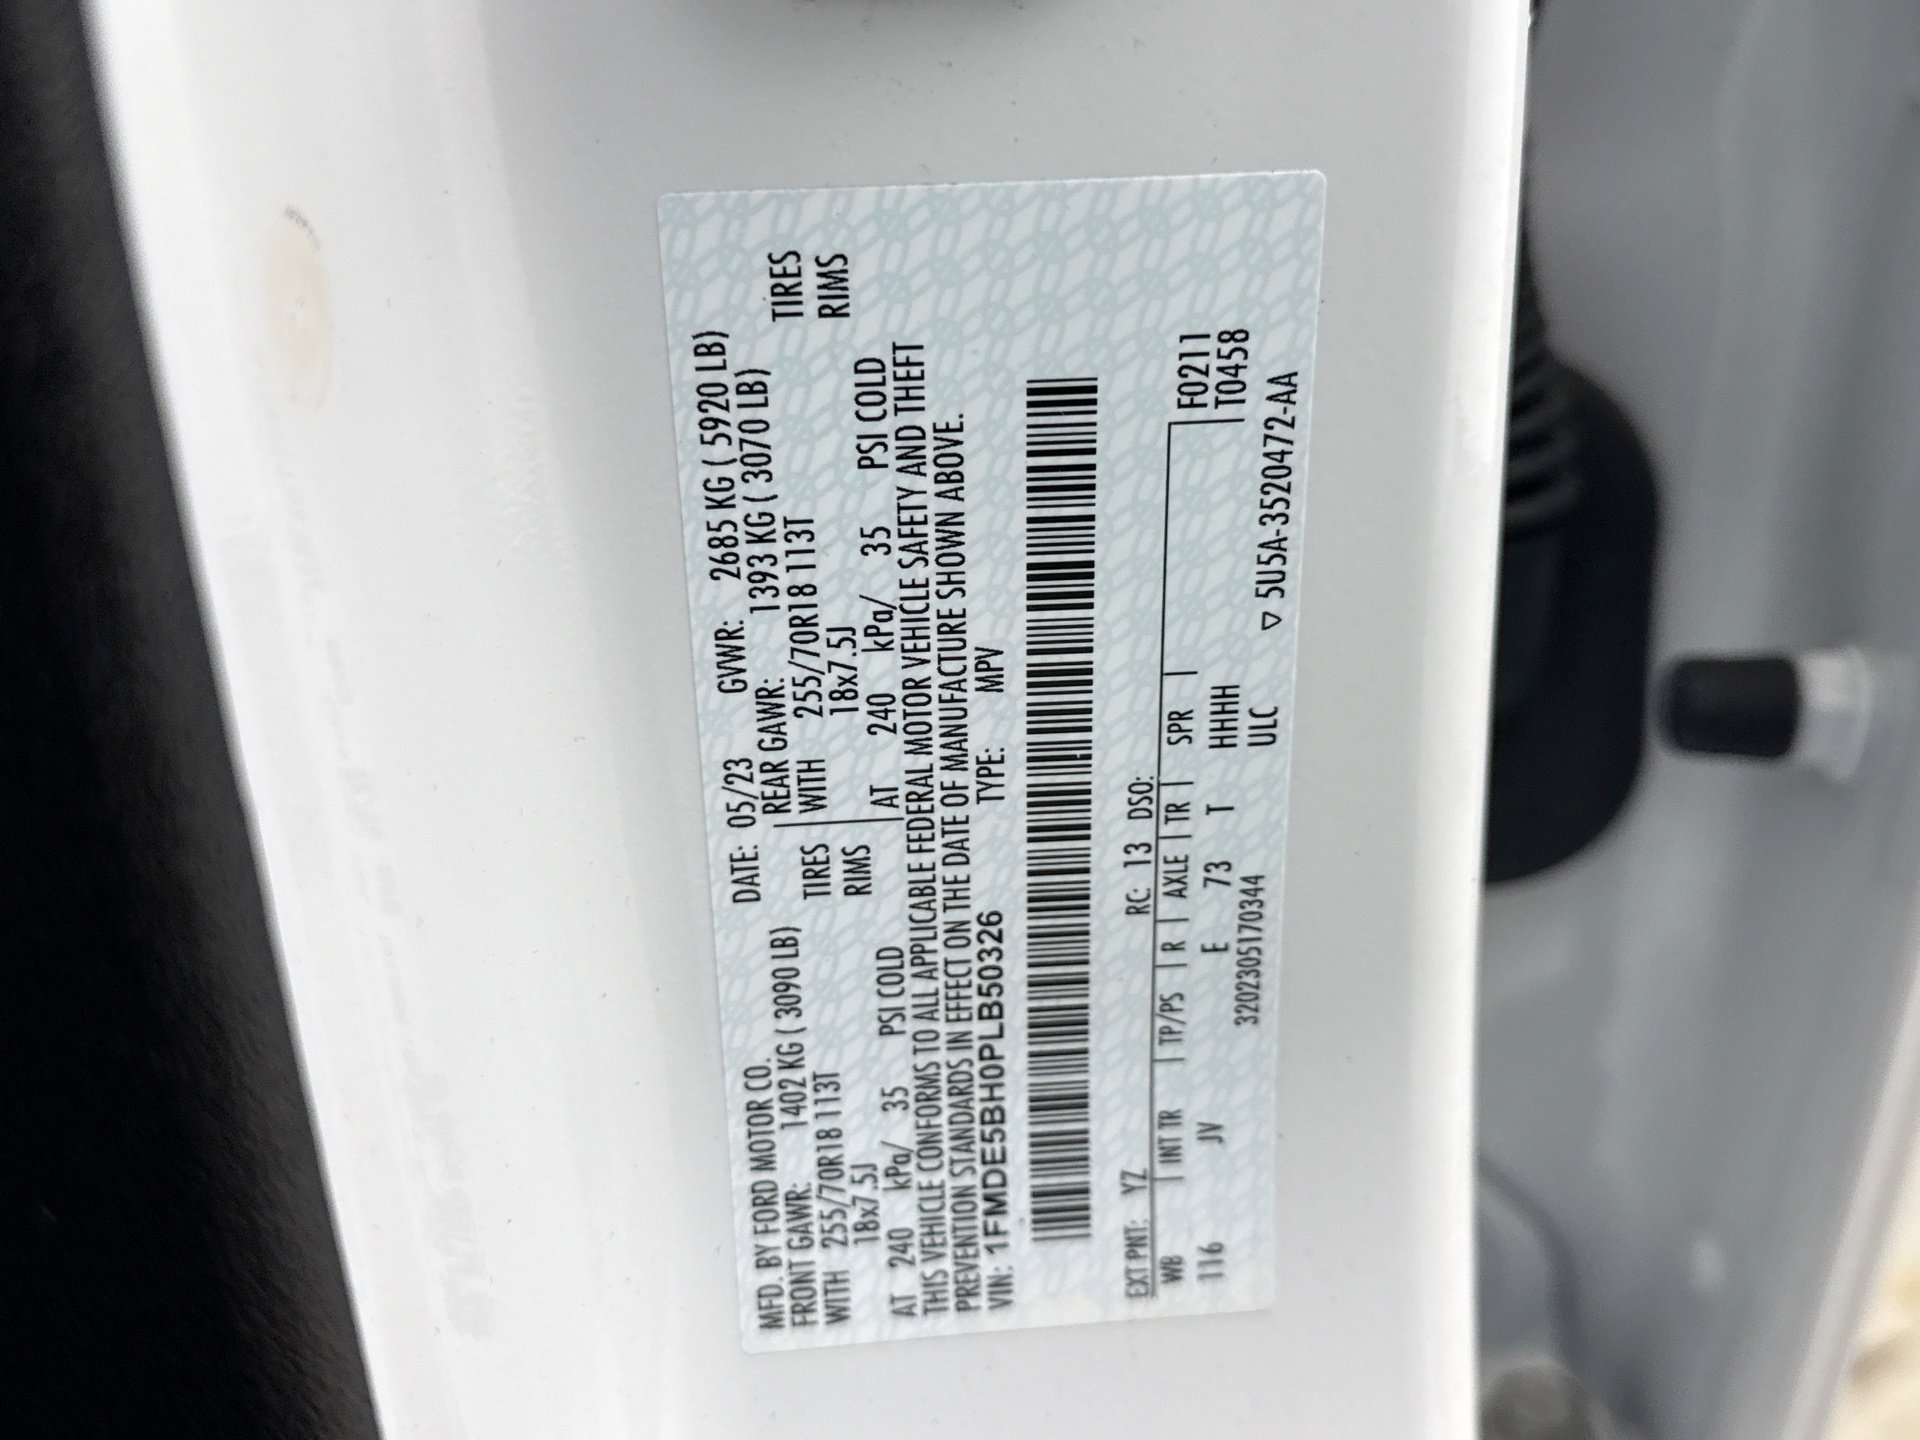 MFD. BY FORD MOTOR CO.
DATE: 05/23 GVWR: 2685 KG ( 5920 LB)
FRONT GAWR: 1402 KG ( 3090 LB) REAR GAWR: 1393 KG ( 3070 LB)
WITH 255/70R18 113T TIRES WITH 255/70R18 113T TIRES
18x7.5J RIMS 18x7.5J RIMS
AT 240 kPa/ 35 PSI COLD AT 240 kPa/ 35 PSI COLD
THIS VEHICLE CONFORMS TO ALL APPLICABLE FEDERAL MOTOR VEHICLE SAFETY AND THEFT
PREVENTION STANDARDS IN EFFECT ON THE DATE OF MANUFACTURE SHOWN ABOVE.
VIN: 1FMDE5BH0PLB50326 TYPE: MPV
EXT PNT: YZ RC: 13 DSO:
WB INT TR TP/PS R AXLE TR SPR F0211
116 JV E 73 T HHHH T0458
3202305170344 ULC ▽ 5U5A-3520472-AA